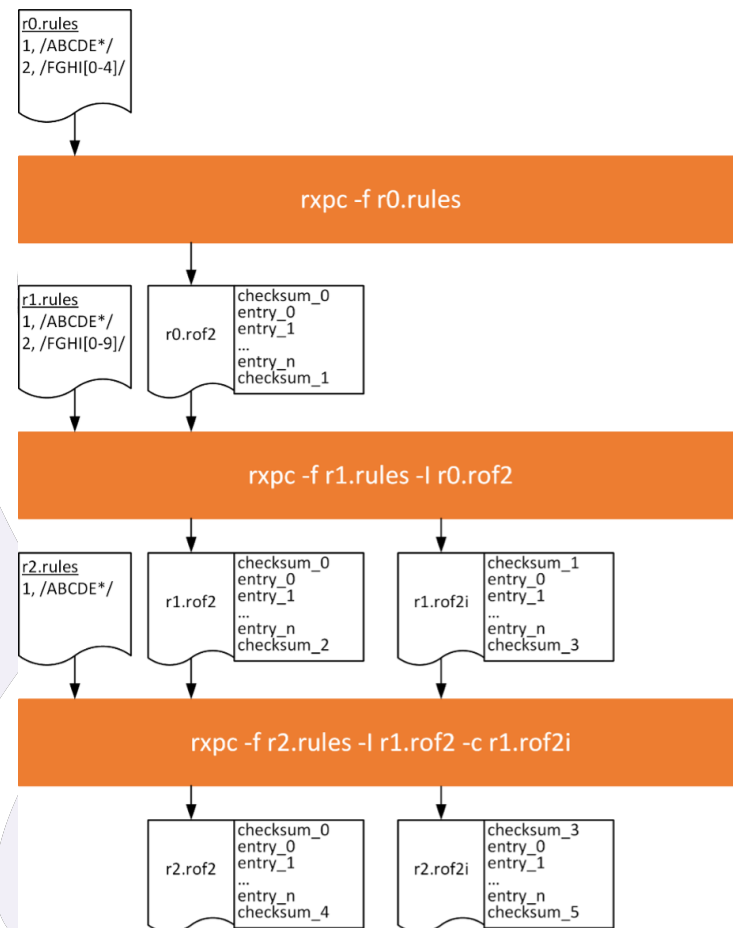 r0.rules
1, /ABCDE*/
2, /FGHI[0-4]/
rxpc -f r0.rules
r1.rules
1, /ABCDE*/
2, /FGHI[0-9]/
r0.rof2
checksum_0
entry_0
entry_1
...
entry_n
checksum_1
rxpc -f r1.rules -I r0.rof2
r2.rules
1, /ABCDE*/
r1.rof2
checksum_0
entry_0
entry_1
...
entry_n
checksum_2
r1.rof2i
checksum_1
entry_0
entry_1
...
entry_n
checksum_3
rxpc -f r2.rules -I r1.rof2 -c r1.rof2i
r2.rof2
checksum_0
entry_0
entry_1
...
entry_n
checksum_4
r2.rof2i
checksum_3
entry_0
entry_1
...
entry_n
checksum_5